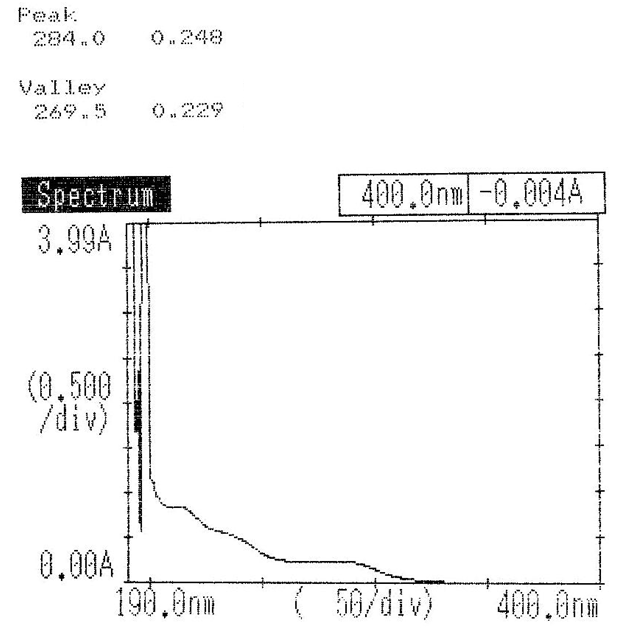 Peak
284.0 0.248
Valley
269.5 0.229
Spectrum 400.0nm -0.004A
3.99A
(0.500
/div)
0.00A
190.0nm ( 50/div) 400.0nm